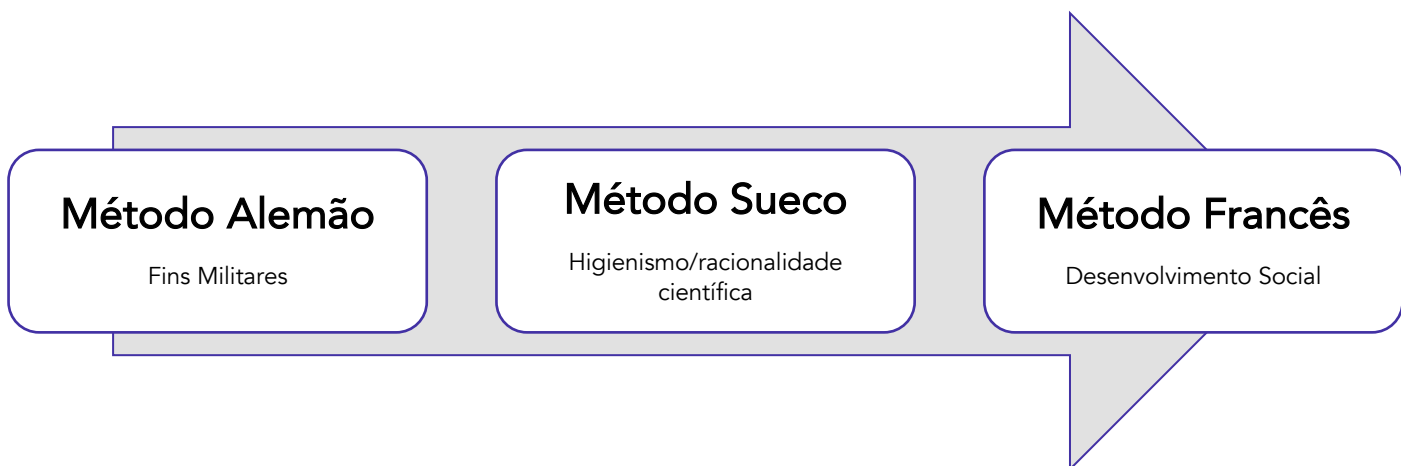 Método Alemão
Fins Militares
Método Sueco
Higienismo/racionalidade
científica
Método Francês
Desenvolvimento Social